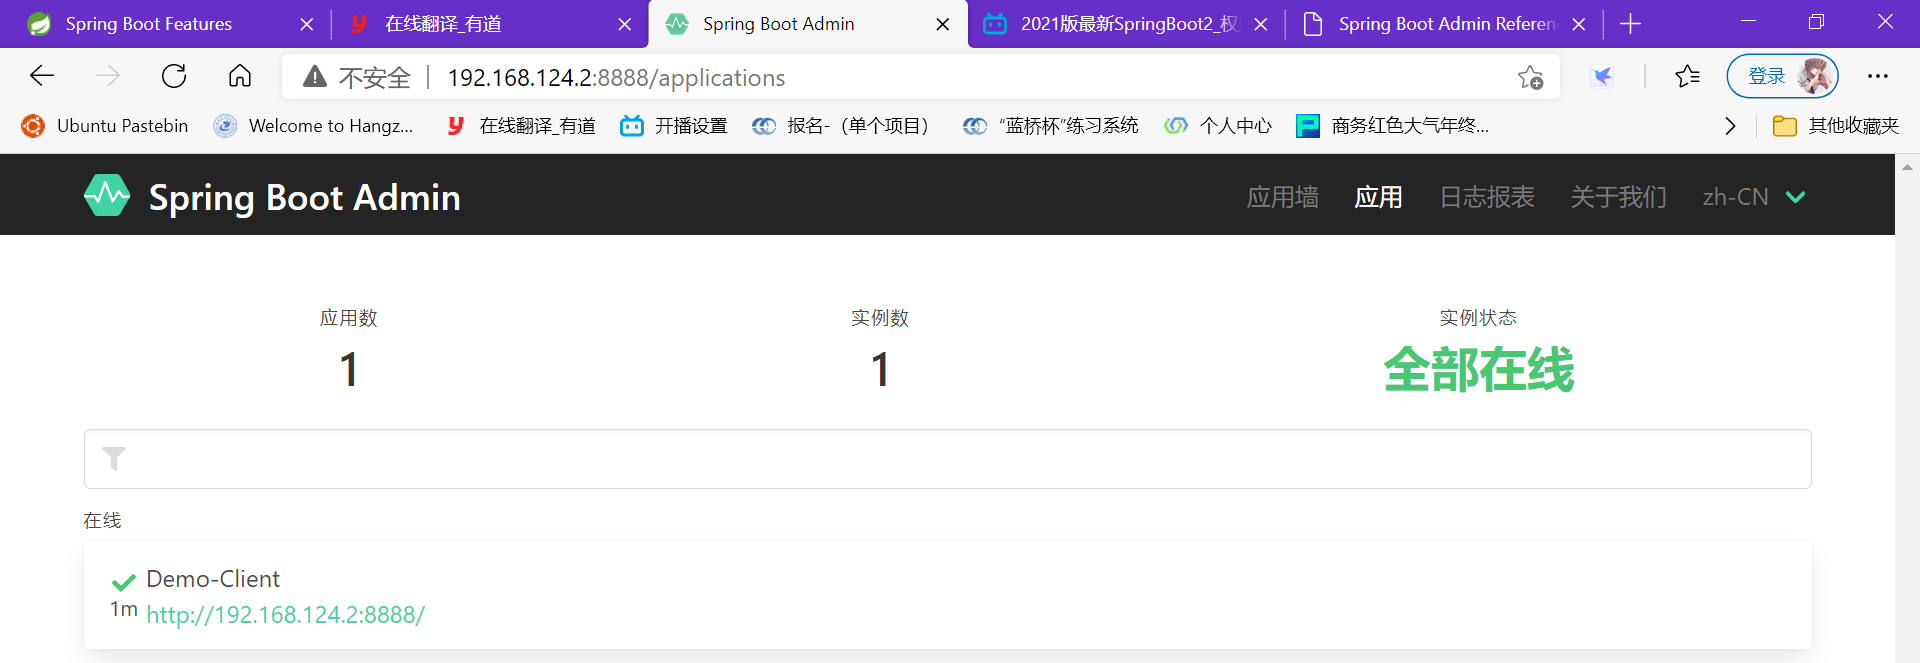 Spring Boot Features
在线翻译_有道
Spring Boot Admin
2021版最新SpringBoot2_权
Spring Boot Admin Referen
不安全 192.168.124.2:8888/applications
登录
Ubuntu Pastebin
Welcome to Hangz...
在线翻译_有道
开播设置
报名-（单个项目）
“蓝桥杯”练习系统
个人中心
商务红色大气年终...
其他收藏夹
Spring Boot Admin
应用墙
应用
日志报表
关于我们
zh-CN
应用数
1
实例数
1
实例状态
全部在线
在线
Demo-Client
1m
http://192.168.124.2:8888/